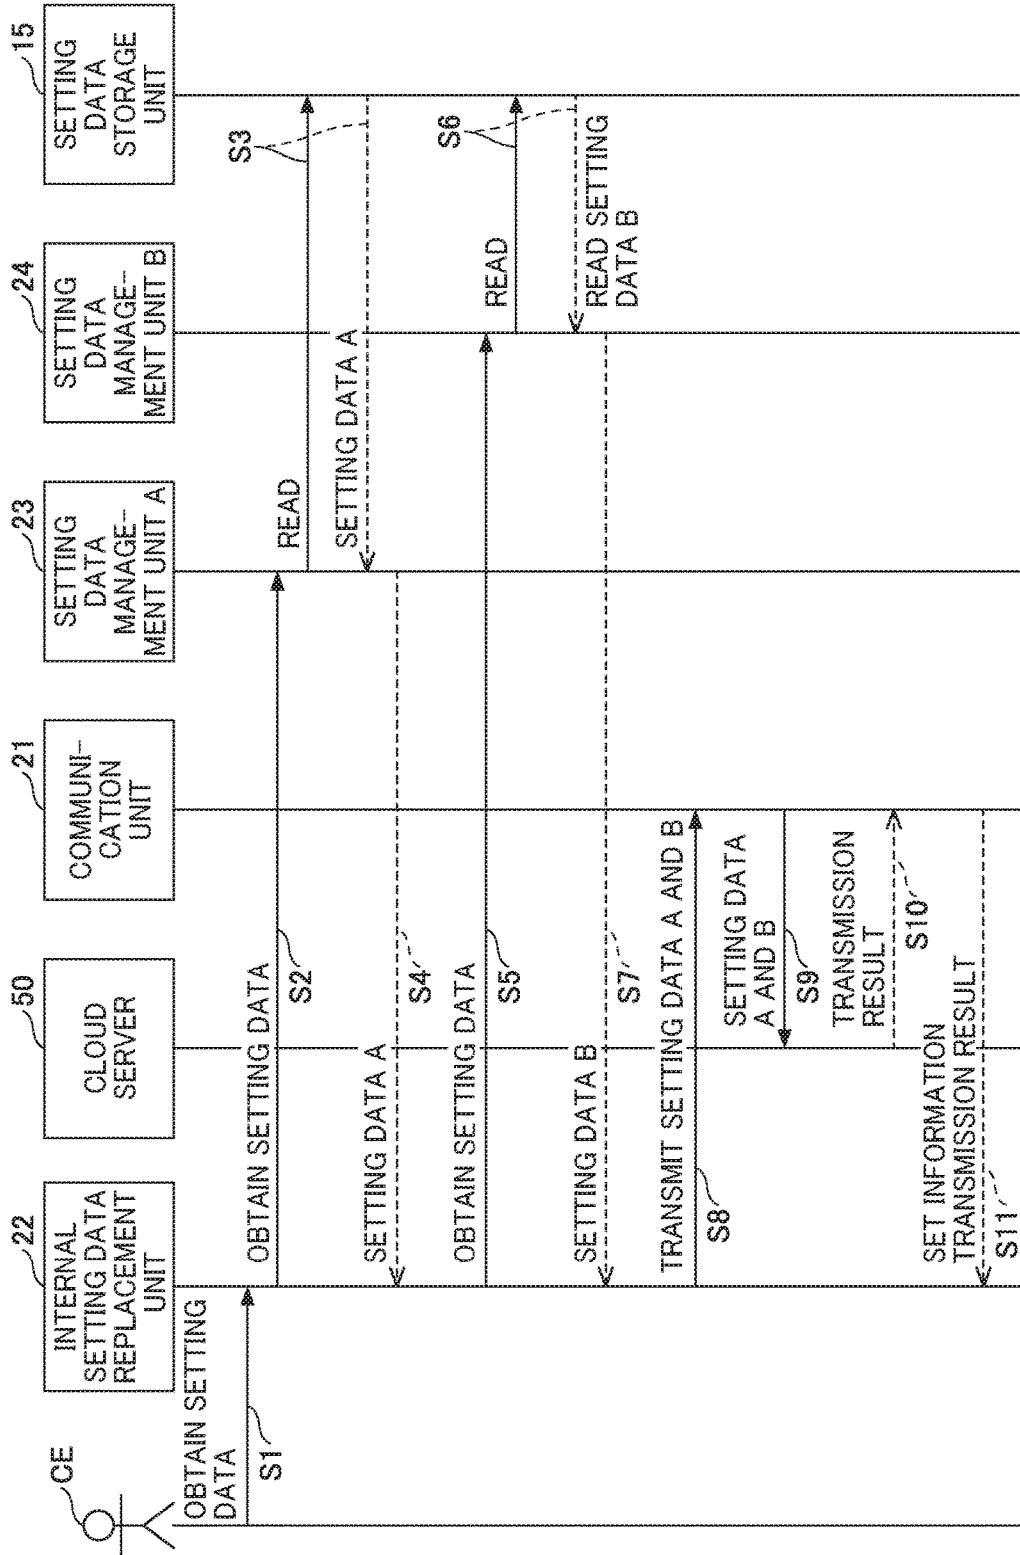 CE
22
INTERNAL
SETTING DATA
REPLACEMENT
UNIT
50
CLOUD
SERVER
21
COMMUNI-
CATION
UNIT
23
SETTING
DATA
MANAGE-
MENT UNIT A
24
SETTING
DATA
MANAGE-
MENT UNIT B
15
SETTING
DATA
STORAGE
UNIT
OBTAIN SETTING
DATA
S1
OBTAIN SETTING DATA
S2
READ
S3
SETTING DATA A
SETTING DATA A
S4
OBTAIN SETTING DATA
S5
READ
S6
READ SETTING
DATA B
SETTING DATA B
S7
TRANSMIT SETTING DATA A AND B
S8
SETTING DATA
A AND B
S9
TRANSMISSION
RESULT
S10
SET INFORMATION
TRANSMISSION RESULT
S11